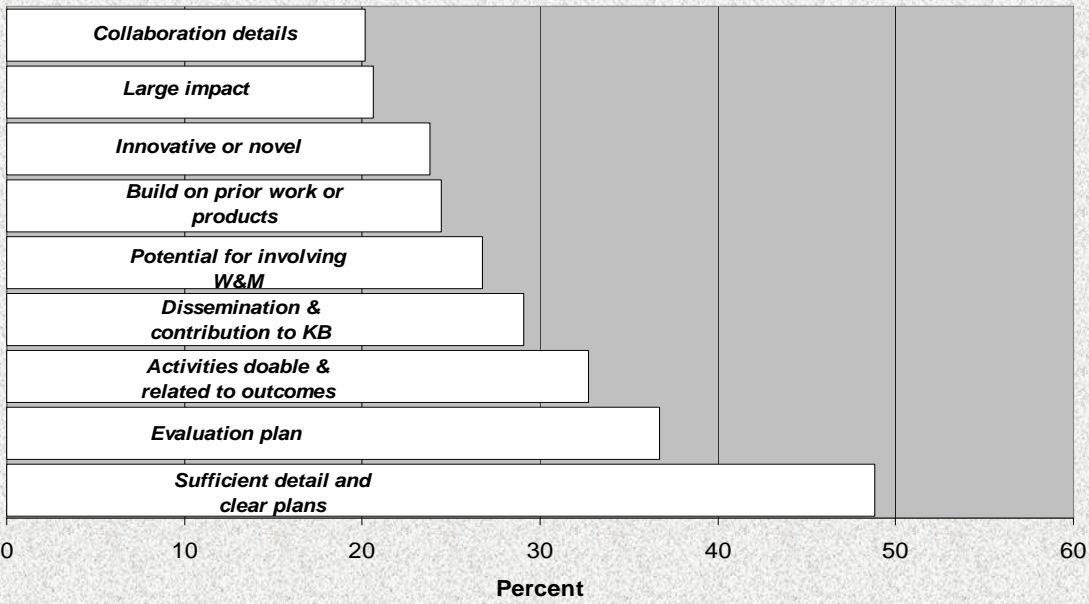 Collaboration details
Large impact
Innovative or novel
Build on prior work or
products
Potential for involving
W&M
Dissemination &
contribution to KB
Activities doable &
related to outcomes
Evaluation plan
Sufficient detail and
clear plans
0 10 20 30 40 50 60
Percent